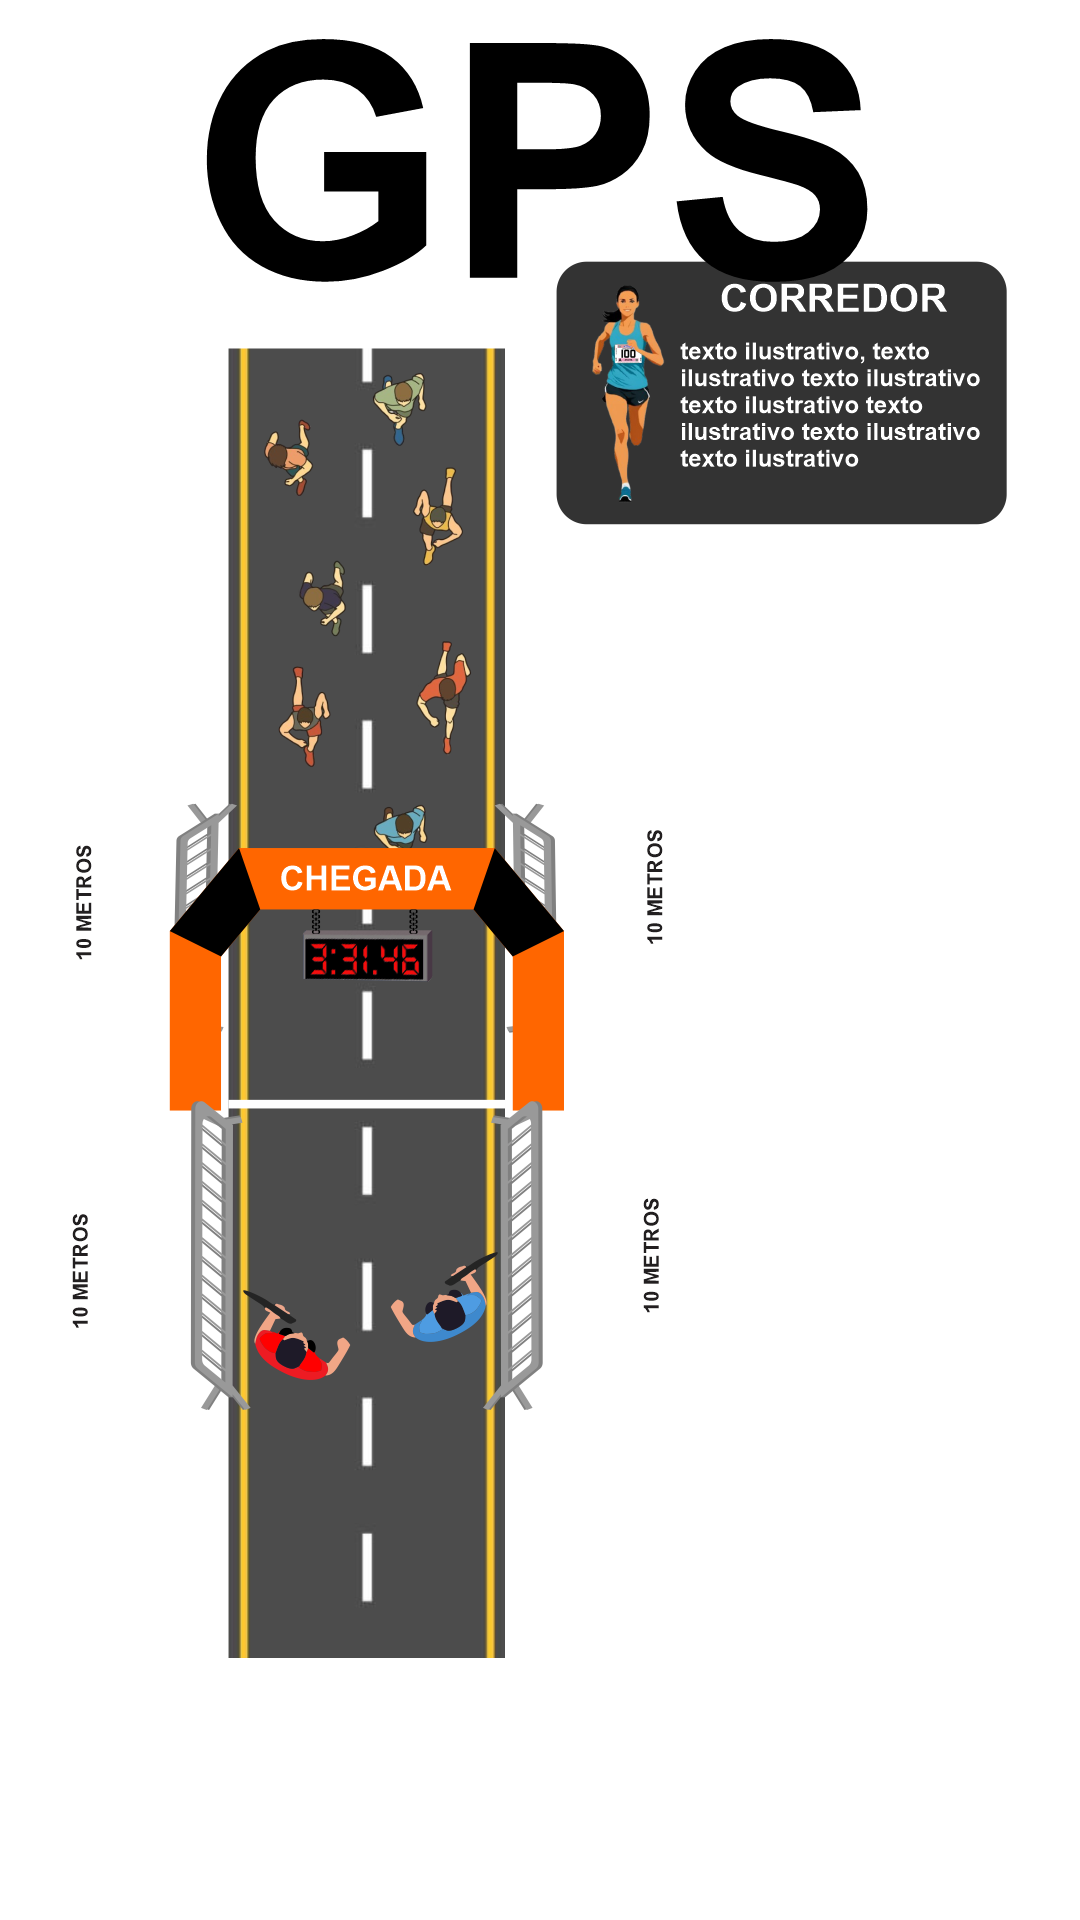 GPS
CORREDOR
100
texto ilustrativo, texto
ilustrativo texto ilustrativo
texto ilustrativo texto
ilustrativo texto ilustrativo
texto ilustrativo
10 METROS
10 METROS
CHEGADA
3:31.46
10 METROS
10 METROS